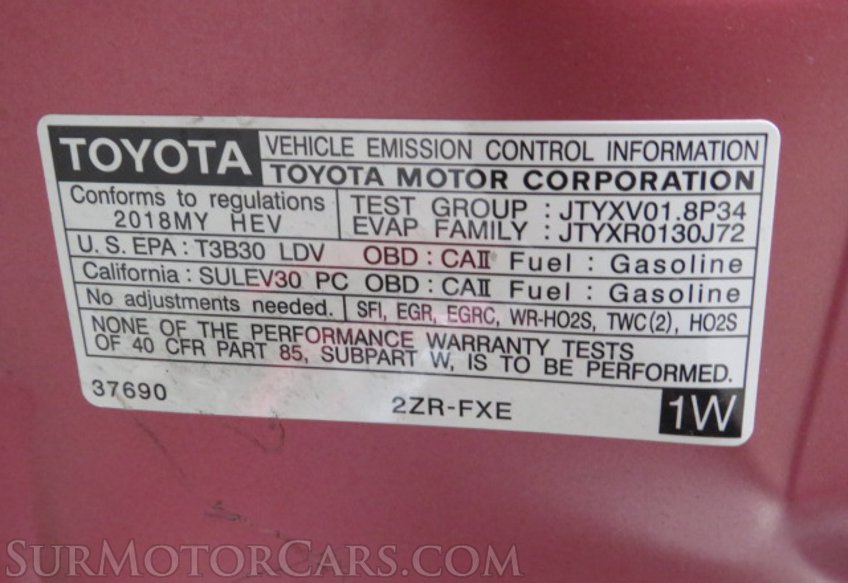 TOYOTA
VEHICLE EMISSION CONTROL INFORMATION
TOYOTA MOTOR CORPORATION
Conforms to regulations
2018MY HEV
TEST GROUP : JTYXV01.8P34
EVAP FAMILY : JTYXR0130J72
U.S. EPA : T3B30 LDV OBD : CAⅡ Fuel : Gasoline
California : SULEV30 PC OBD : CAⅡ Fuel : Gasoline
No adjustments needed. SFI, EGR, EGRC, WR-HO2S, TWC(2), HO2S
NONE OF THE PERFORMANCE WARRANTY TESTS
OF 40 CFR PART 85, SUBPART W, IS TO BE PERFORMED.
37690 2ZR-FXE 1W
SurMotorCars.com